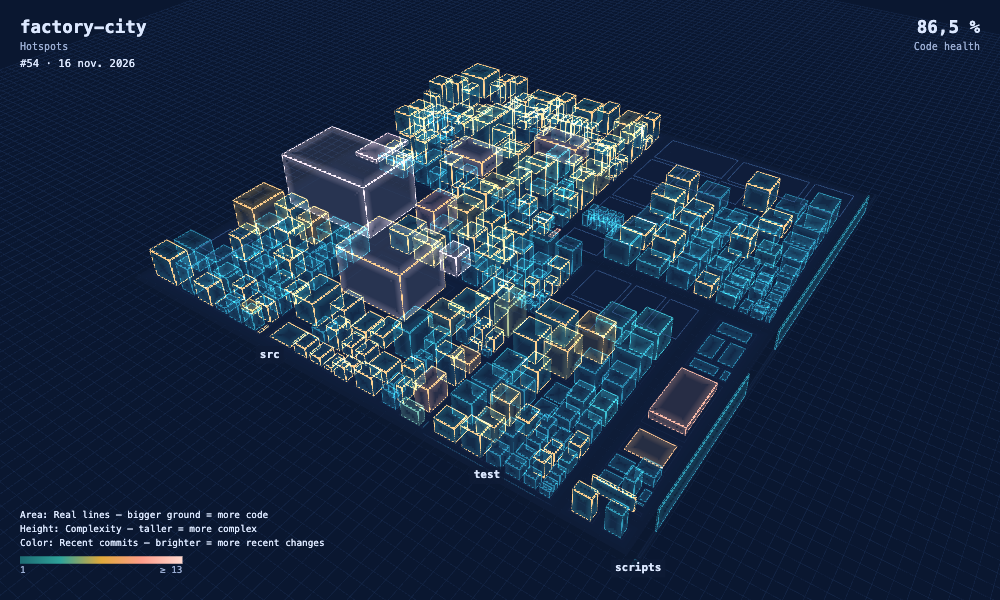 factory-city
Hotspots
#54 · 16 nov. 2026
86,5 %
Code health
src
test
scripts
Area: Real lines — bigger ground = more code
Height: Complexity — taller = more complex
Color: Recent commits — brighter = more recent changes
1
≥ 13